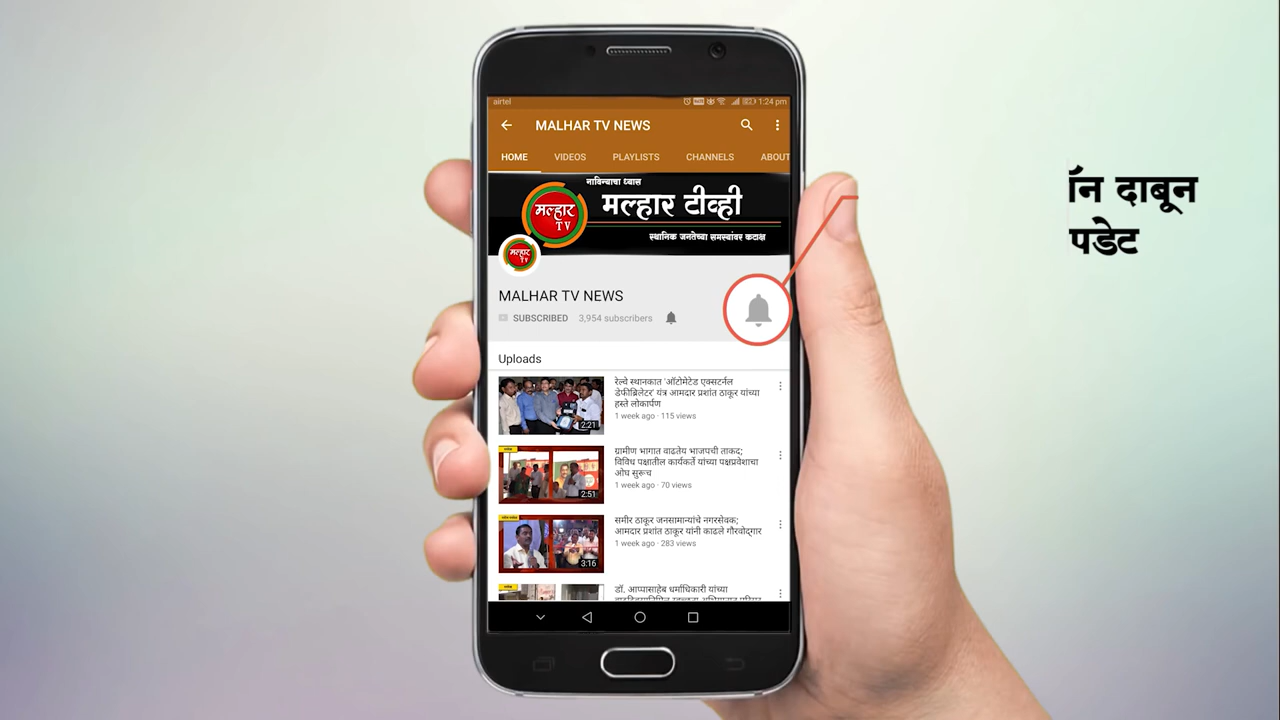 airtel
1:24 pm
MALHAR TV NEWS
HOME VIDEOS PLAYLISTS CHANNELS ABOUT
नाविन्याचा ध्यास
मल्हार टीव्ही
स्थानिक जनतेच्या समस्यांवर कटाक्ष
मल्हार
TV
मल्हार
TV
MALHAR TV NEWS
SUBSCRIBED 3,954 subscribers
Uploads
रेल्वे स्थानकात 'ऑटोमेटेड एक्सटर्नल
डेफीब्रिलेटर' यंत्र आमदार प्रशांत ठाकूर यांच्या
हस्ते लोकार्पण
1 week ago · 115 views
2:21
ग्रामीण भागात वाढतेय भाजपची ताकद;
विविध पक्षातील कार्यकर्ते यांच्या पक्षप्रवेशाचा
ओघ सुरूच
1 week ago · 70 views
2:51
समीर ठाकूर जनसामान्यांचे नगरसेवक;
आमदार प्रशांत ठाकूर यांनी काढले गौरवोद्गार
1 week ago · 283 views
3:16
डॉ. आप्पासाहेब धर्माधिकारी यांच्या
ॉन दाबून
पडेट